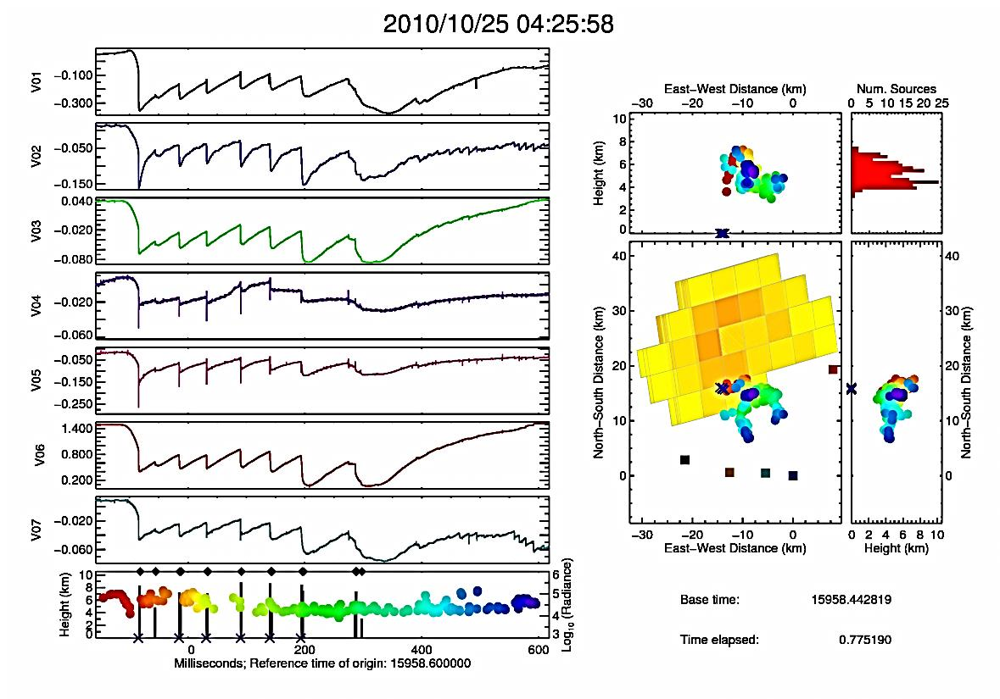 2010/10/25 04:25:58
V01
−0.100
−0.300
V02
−0.050
−0.150
V03
0.040
−0.020
−0.080
V04
−0.020
−0.060
V05
−0.050
−0.150
−0.250
V06
1.400
0.800
0.200
V07
−0.020
−0.060
Height (km)
10
8
6
4
2
0
6
5
4
3
Log10 (Radiance)
0 200 400 600
Milliseconds; Reference time of origin: 15958.600000
East−West Distance (km)
−30 −20 −10 0
Height (km)
10
8
6
4
2
0
Num. Sources
0 5 10 15 20 25
North−South Distance (km)
40
30
20
10
0
−30 −20 −10 0
East−West Distance (km)
40
30
20
10
0
North−South Distance (km)
0 2 4 6 8 10
Height (km)
Base time: 15958.442819
Time elapsed: 0.775190